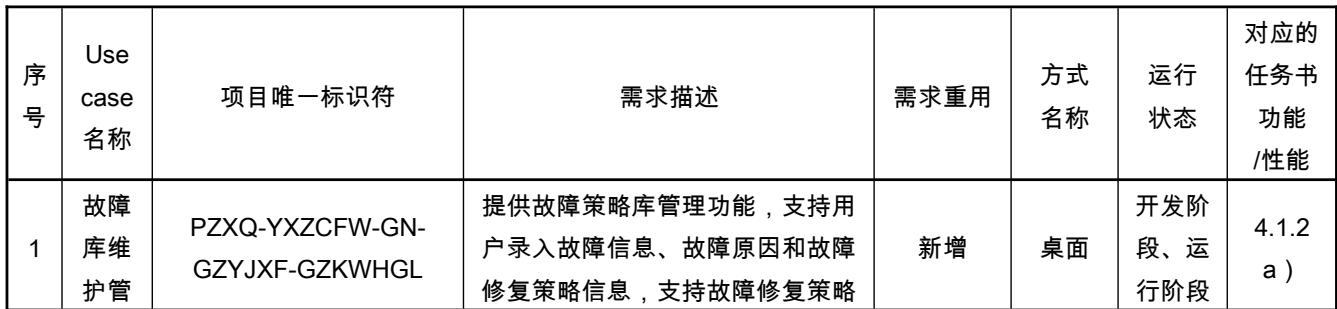 序号
Use case 名称
项目唯一标识符
需求描述
需求重用
方式名称
运行状态
对应的任务书功能/性能
1
故障
库维
护管
PZXQ-YXZCFW-GN-
GZYJXF-GZKWHGL
提供故障策略库管理功能，支持用
户录入故障信息、故障原因和故障
修复策略信息，支持故障修复策略
新增
桌面
开发阶
段、运
行阶段
4.1.2
a）